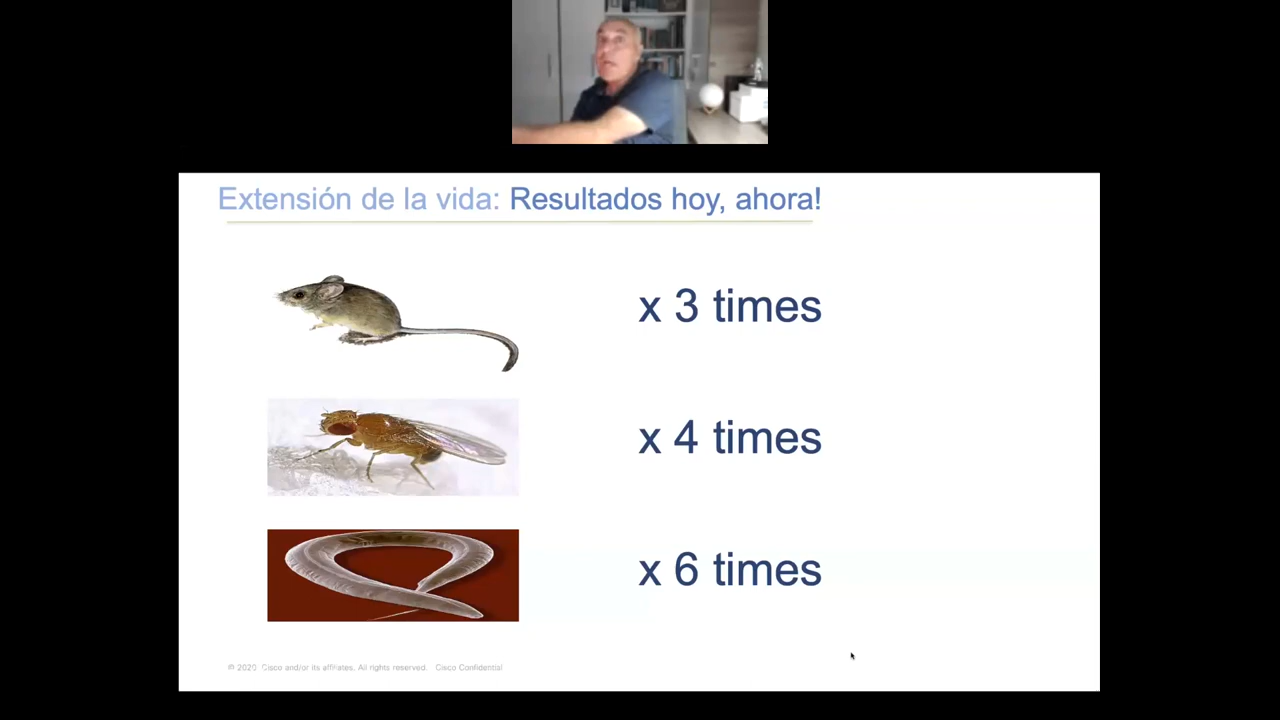 Extensión de la vida: Resultados hoy, ahora!
x 3 times
x 4 times
x 6 times
© 2020 Cisco and/or its affiliates. All rights reserved. Cisco Confidential